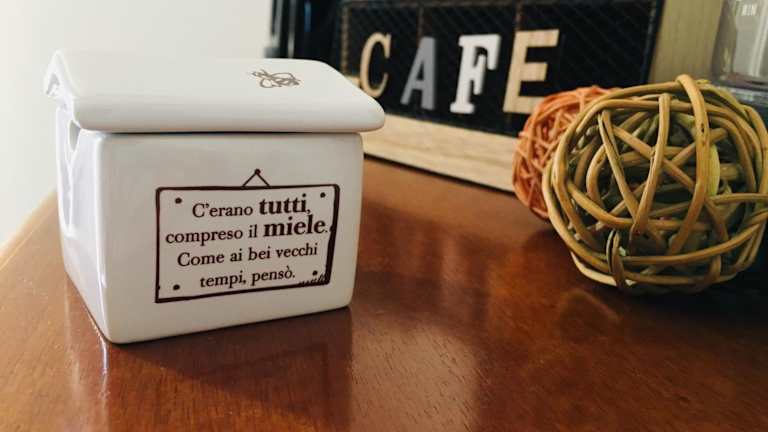 CAFE
C'erano tutti,
compreso il miele.
Come ai bei vecchi
tempi, pensò.